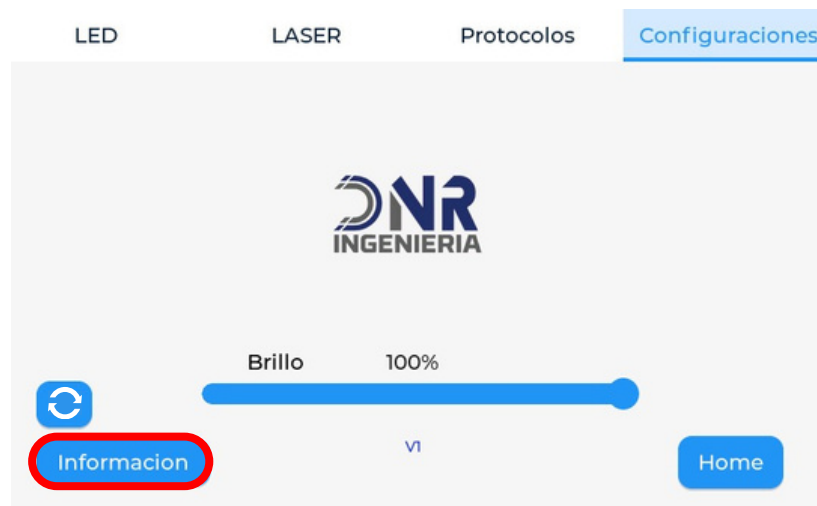 LED LASER Protocolos Configuraciones
DNR
INGENIERIA
Brillo 100%
V1
Informacion
Home